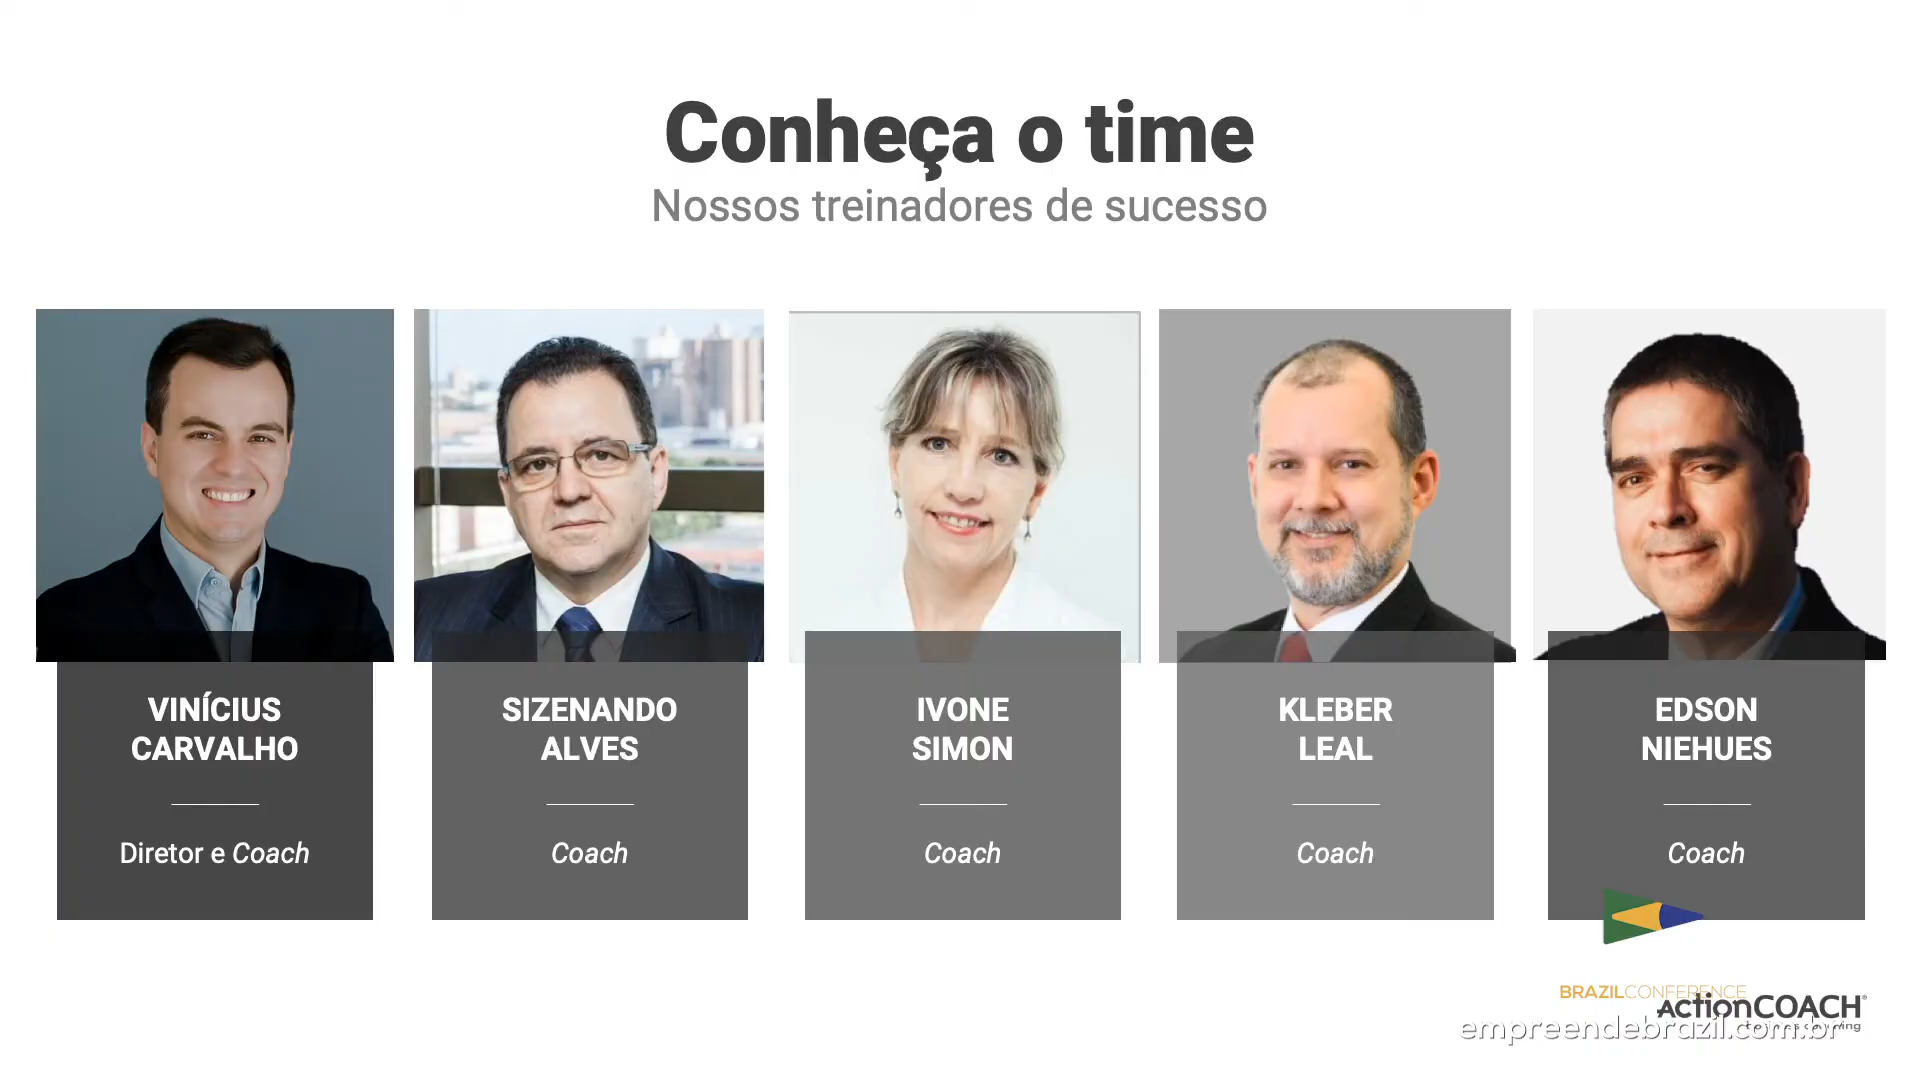 Conheça o time
Nossos treinadores de sucesso
VINÍCIUS
CARVALHO
Diretor e Coach
SIZENANDO
ALVES
Coach
IVONE
SIMON
Coach
KLEBER
LEAL
Coach
EDSON
NIEHUES
Coach
BRAZILCONFERENCE
ActionCOACH®
empreendebrazil.com.br